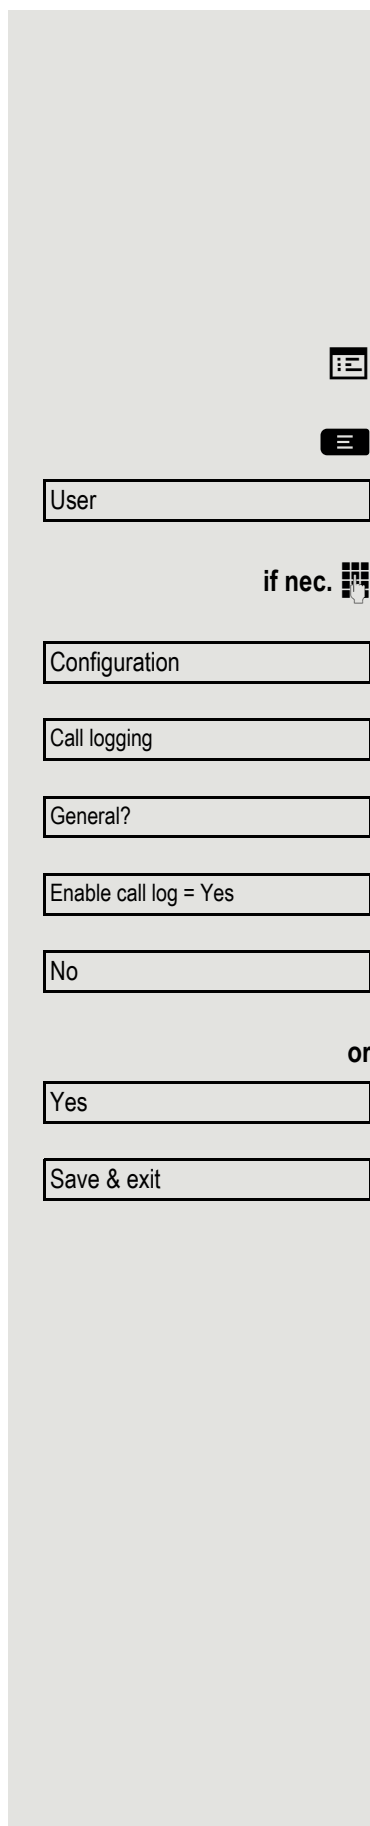 User
if nec.
Configuration
Call logging
General?
Enable call log = Yes
No
or
Yes
Save & exit